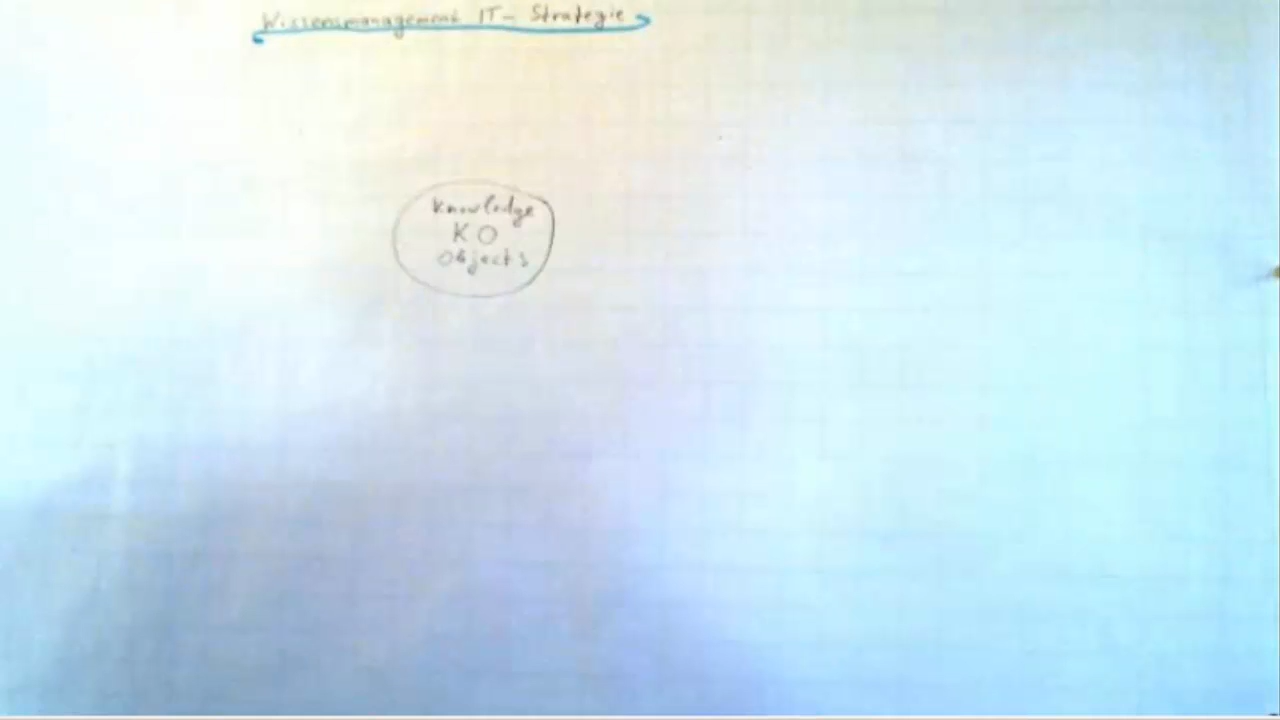 Wissensmanagement IT- Strategie
Knowledge
KO
Objects